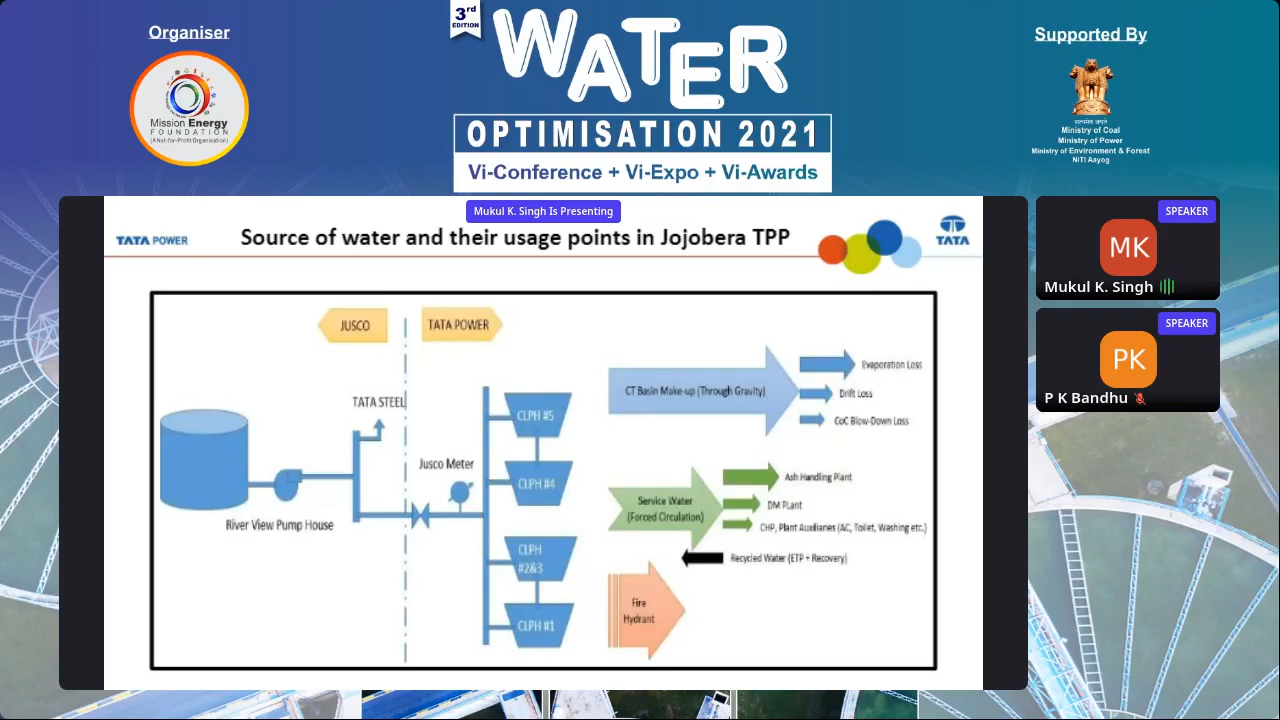 Organiser
Mission Energy
FOUNDATION
(A Not-for-Profit Organisation)
3rd
EDITION
WATER
OPTIMISATION 2021
Vi-Conference + Vi-Expo + Vi-Awards
Supported By
सत्यमेव जयते
Ministry of Coal
Ministry of Power
Ministry of Environment & Forest
NITI Aayog
Mukul K. Singh Is Presenting
TATA POWER
Source of water and their usage points in Jojobera TPP
TATA
JUSCO
TATA POWER
TATA STEEL
Jusco Meter
River View Pump House
CLPH #5
CLPH #4
CLPH
#2&3
CLPH #1
CT Basin Make-up (Through Gravity)
Evaporation Loss
Drift Loss
CoC Blow-Down Loss
Service Water
(Forced Circulation)
Ash Handling Plant
DM Plant
CHP, Plant Auxiliaries (AC, Toilet, Washing etc.)
Recycled Water (ETP + Recovery)
Fire
Hydrant
SPEAKER
MK
Mukul K. Singh
SPEAKER
PK
P K Bandhu